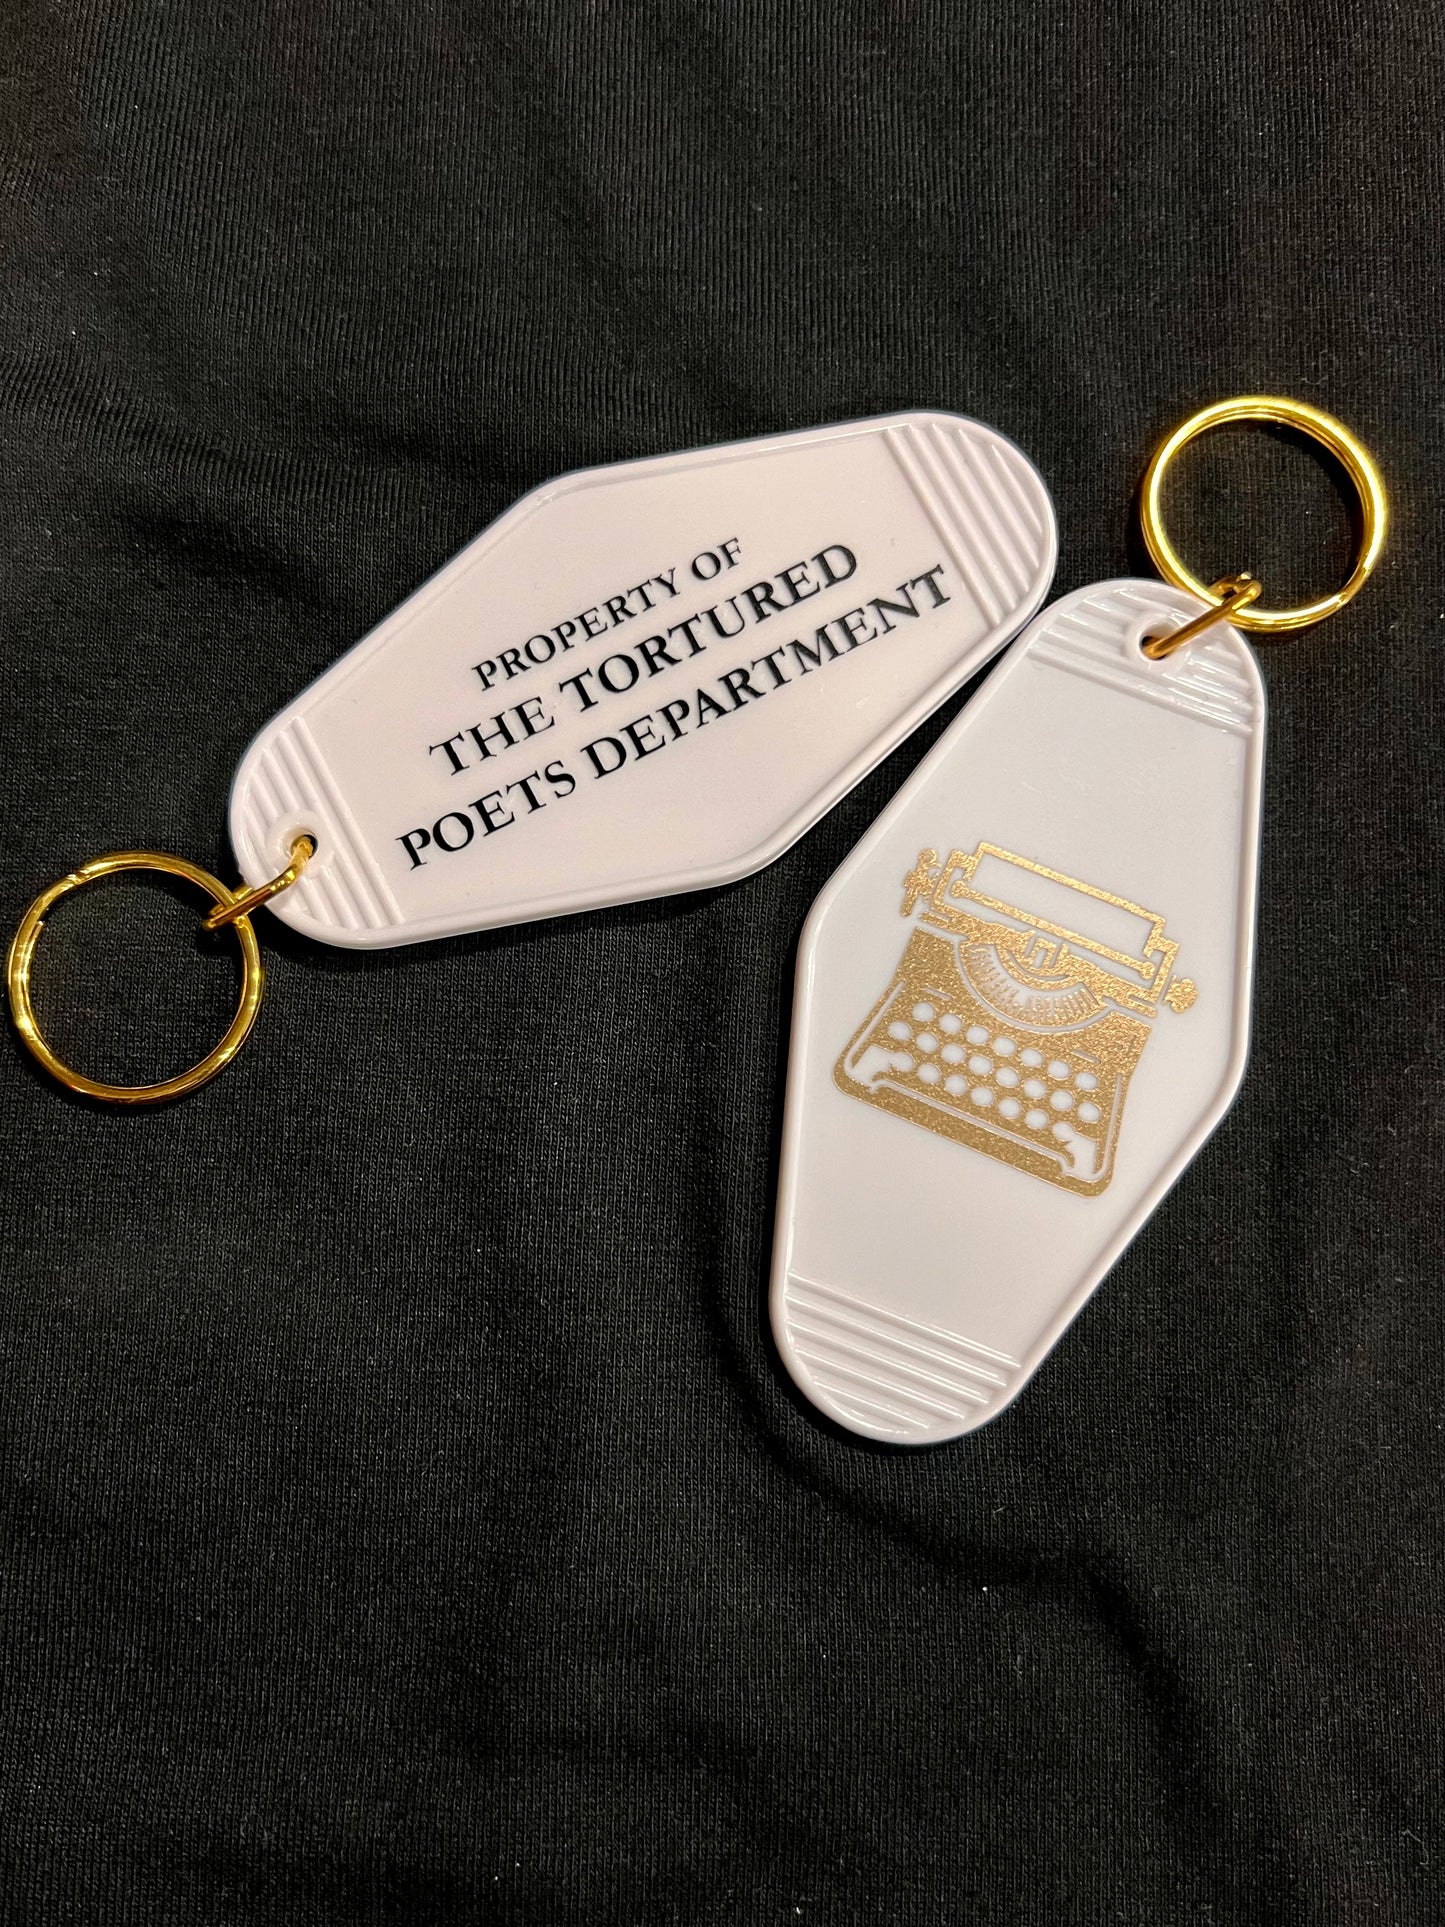 PROPERTY OF
THE TORTURED
POETS DEPARTMENT